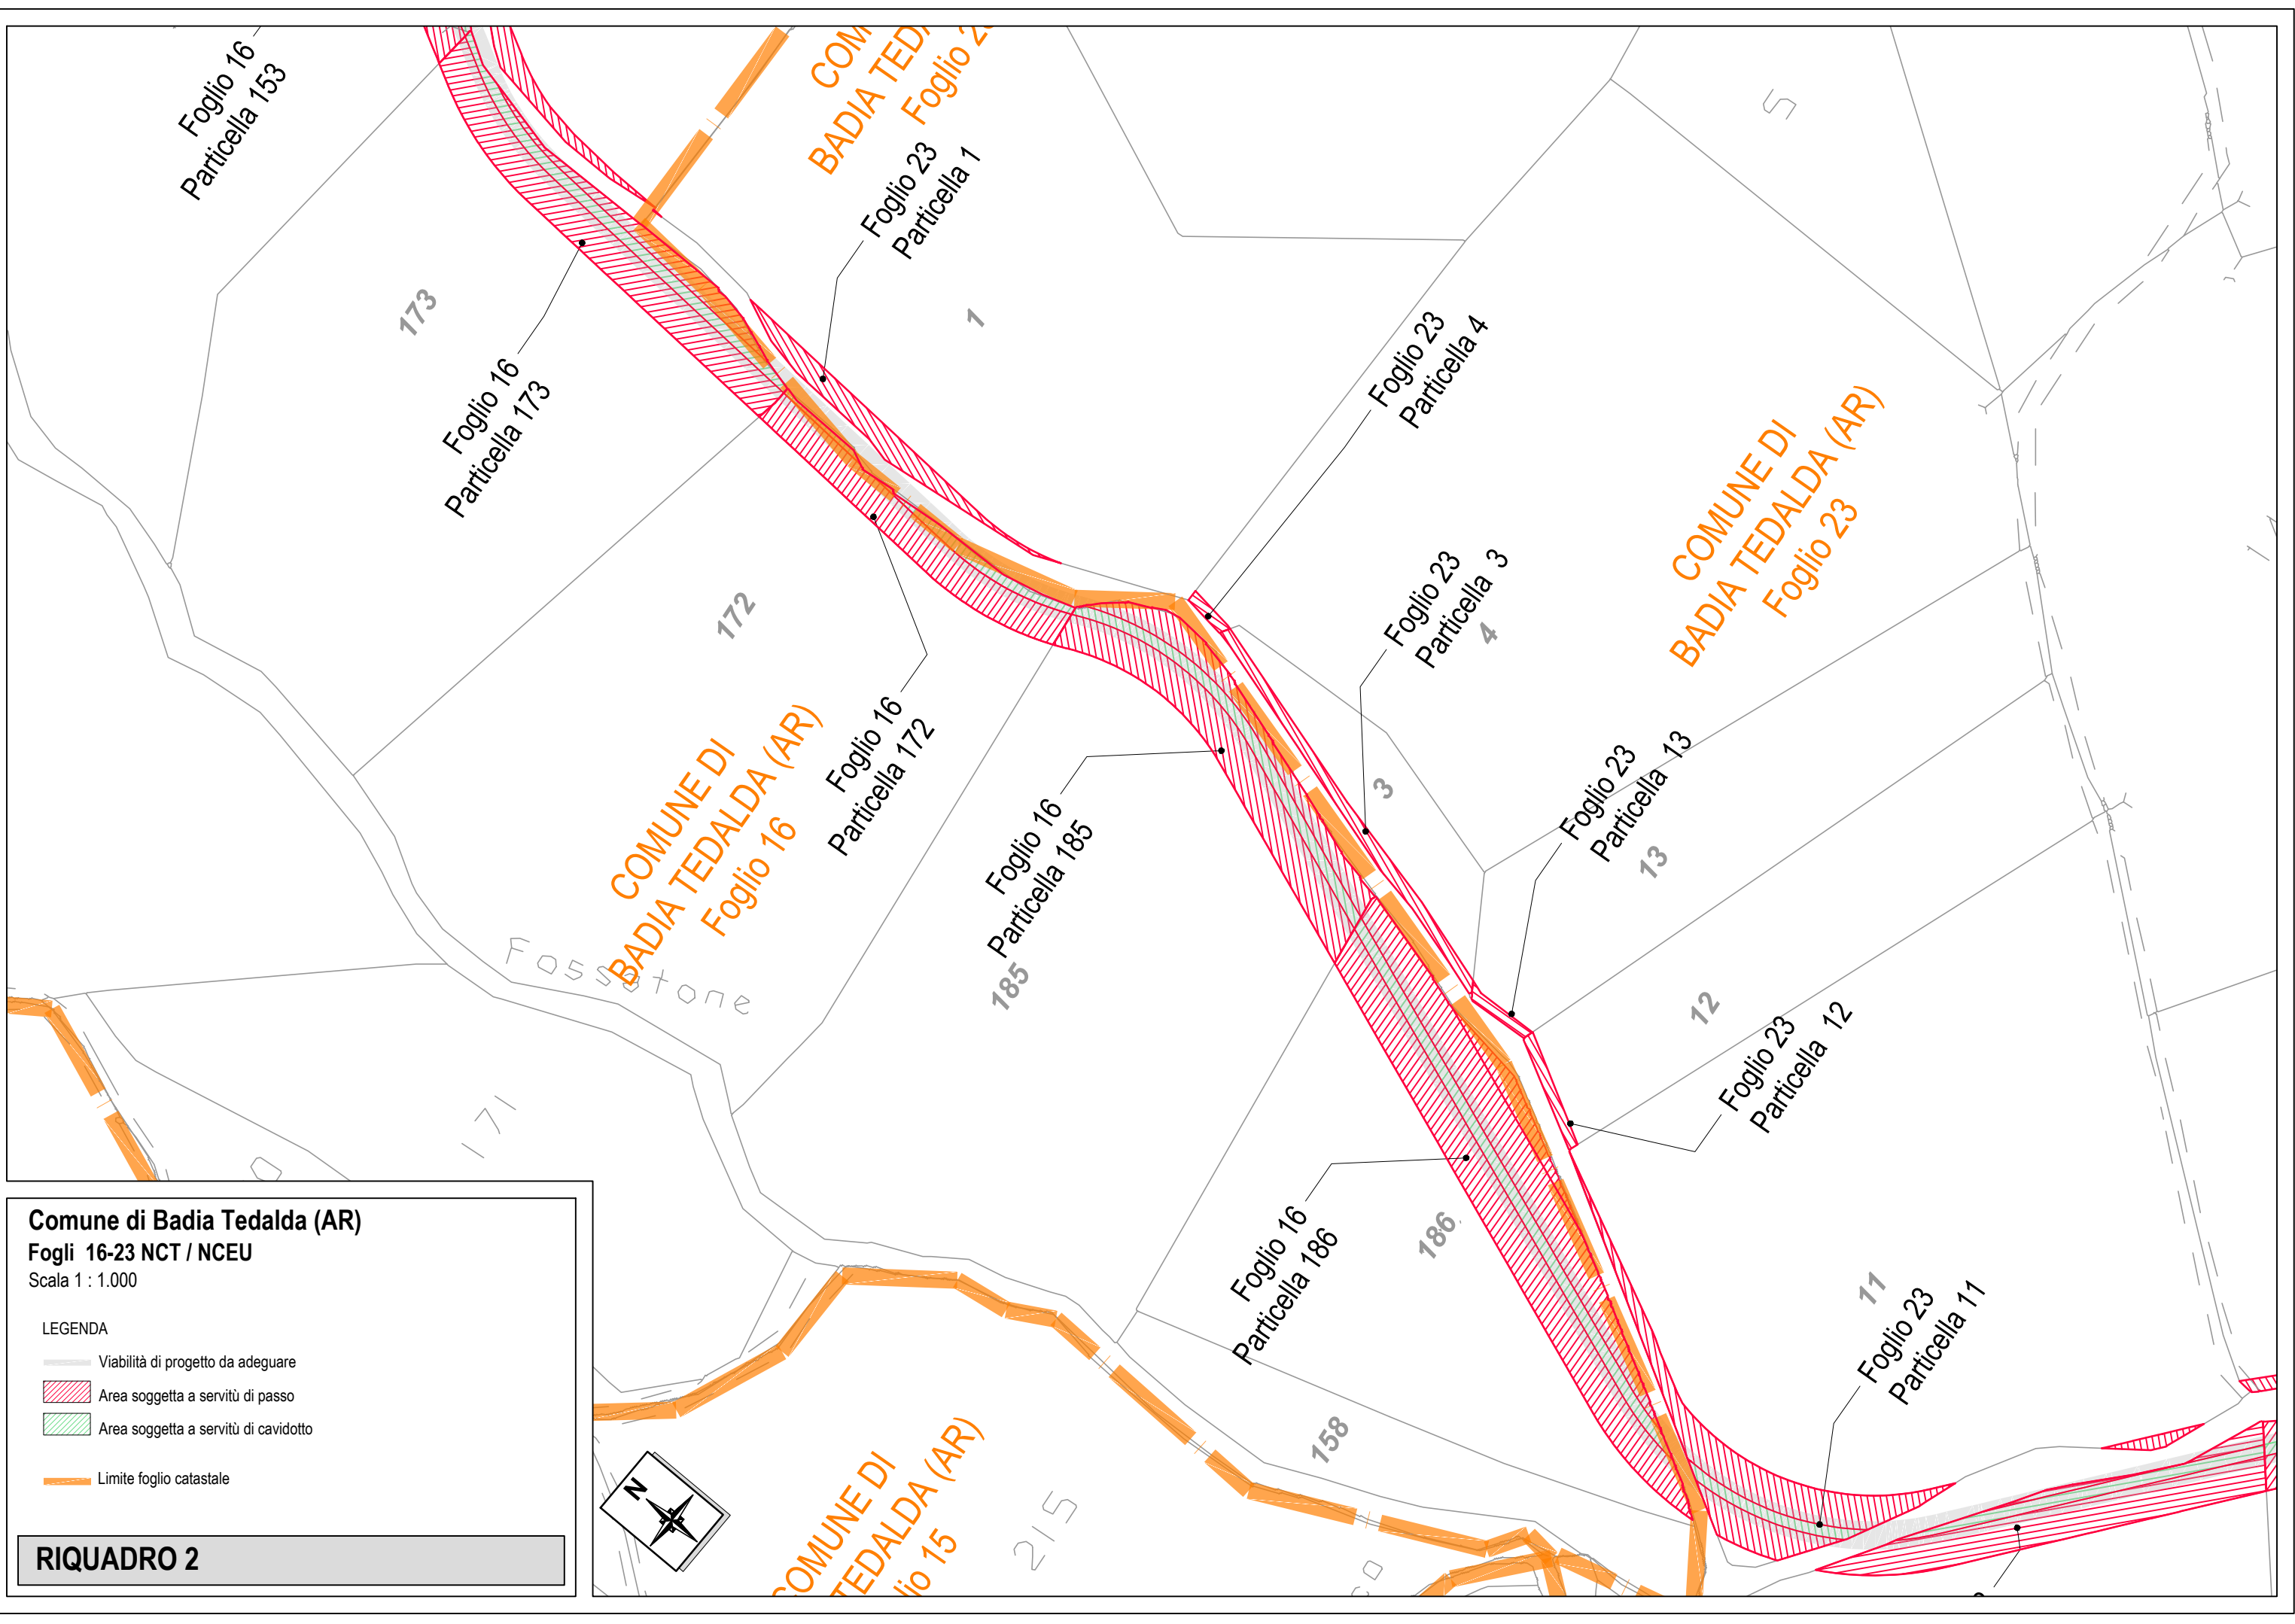 Foglio 16
Particella 153
BADIA TEDA
Foglio 2
Foglio 23
Particella 1
5
173
1
Foglio 16
Particella 173
Foglio 23
Particella 4
COMUNE DI
BADIA TEDALDA (AR)
Foglio 23
172
Foglio 23
Particella 3
4
Foglio 16
Particella 172
COMUNE DI
BADIA TEDALDA (AR)
Foglio 16
3
Foglio 23
Particella 13
13
Foglio 16
Particella 185
185
Fossatone
12
Foglio 23
Particella 12
171
Foglio 16
Particella 186
186
11
Foglio 23
Particella 11
158
215
COMUNE DI
TEDALDA (AR)
lio 15
N
Comune di Badia Tedalda (AR)
Fogli 16-23 NCT / NCEU
Scala 1 : 1.000
LEGENDA
Viabilità di progetto da adeguare
Area soggetta a servitù di passo
Area soggetta a servitù di cavidotto
Limite foglio catastale
RIQUADRO 2